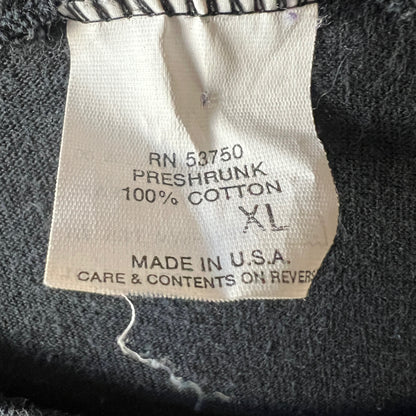 RN 53750
PRESHRUNK
100% COTTON
XL
MADE IN U.S.A.
CARE & CONTENTS ON REVERS